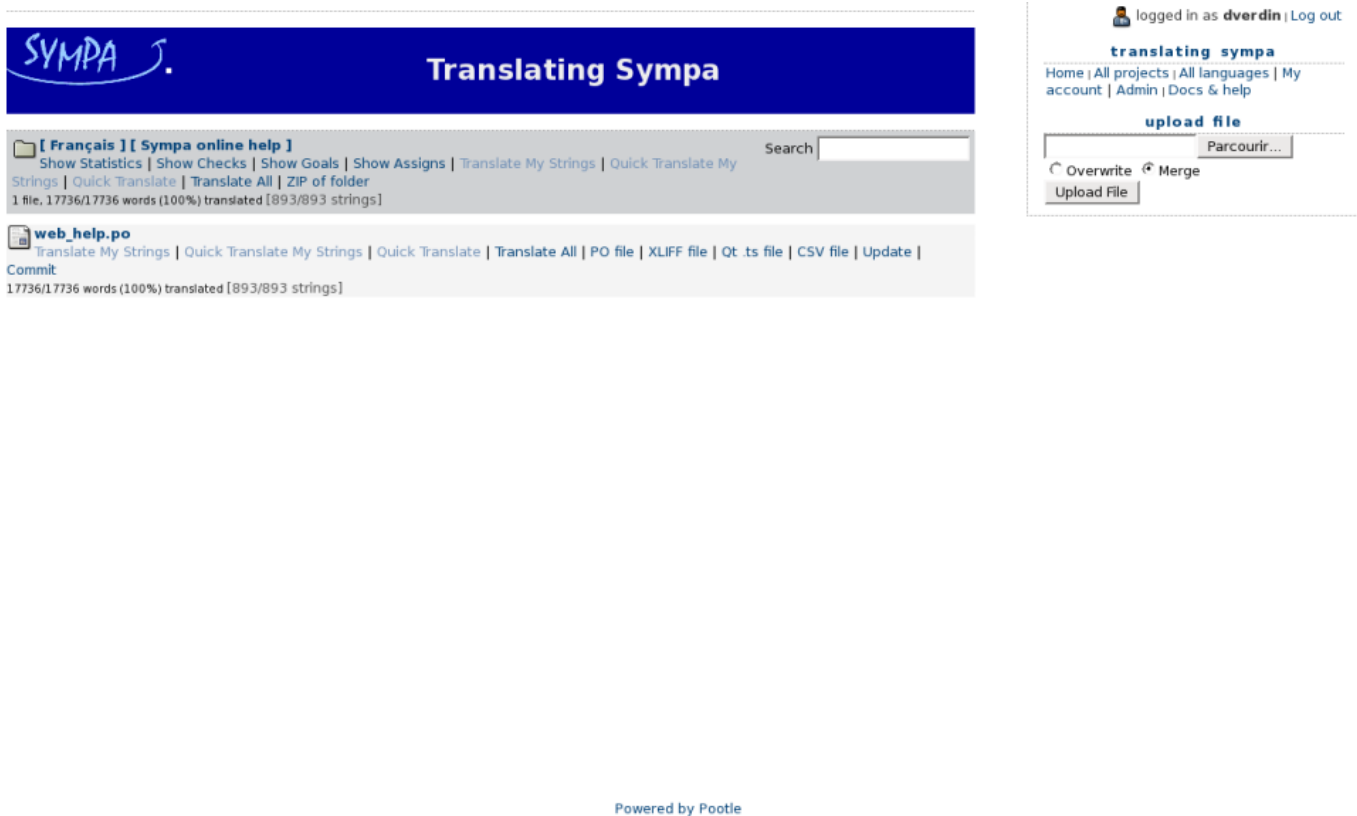 SYMPA
Translating Sympa
[ Français ] [ Sympa online help ]
Show Statistics | Show Checks | Show Goals | Show Assigns | Translate My Strings | Quick Translate My
Strings | Quick Translate | Translate All | ZIP of folder
1 file, 17736/17736 words (100%) translated [893/893 strings]
Search
web_help.po
Translate My Strings | Quick Translate My Strings | Quick Translate | Translate All | PO file | XLIFF file | Qt .ts file | CSV file | Update |
Commit
17736/17736 words (100%) translated [893/893 strings]
logged in as dverdin | Log out
translating sympa
Home | All projects | All languages | My
account | Admin | Docs & help
upload file
Parcourir...
Overwrite Merge
Upload File
Powered by Pootle